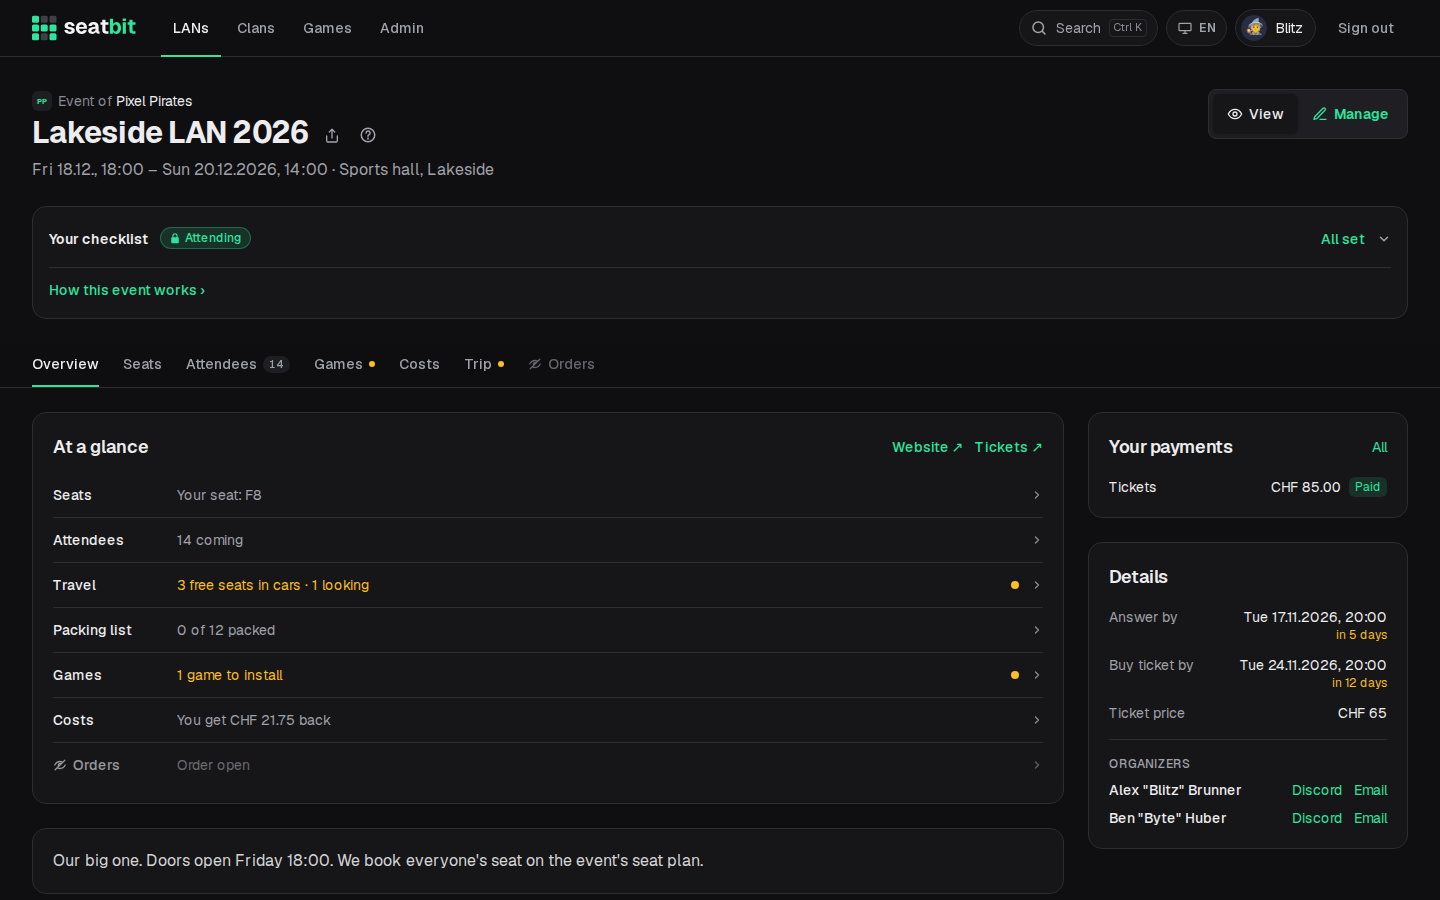 seatbit LANs Clans Games Admin Search Ctrl K EN Blitz Sign out
PP Event of Pixel Pirates
Lakeside LAN 2026
View Manage
Fri 18.12., 18:00 – Sun 20.12.2026, 14:00 · Sports hall, Lakeside
Your checklist Attending All set
How this event works ›
Overview Seats Attendees 14 Games Costs Trip Orders
At a glance Website ↗ Tickets ↗
Seats Your seat: F8
Attendees 14 coming
Travel 3 free seats in cars · 1 looking
Packing list 0 of 12 packed
Games 1 game to install
Costs You get CHF 21.75 back
Orders Order open
Our big one. Doors open Friday 18:00. We book everyone's seat on the event's seat plan.
Your payments All
Tickets CHF 85.00 Paid
Details
Answer by Tue 17.11.2026, 20:00
in 5 days
Buy ticket by Tue 24.11.2026, 20:00
in 12 days
Ticket price CHF 65
ORGANIZERS
Alex "Blitz" Brunner Discord Email
Ben "Byte" Huber Discord Email